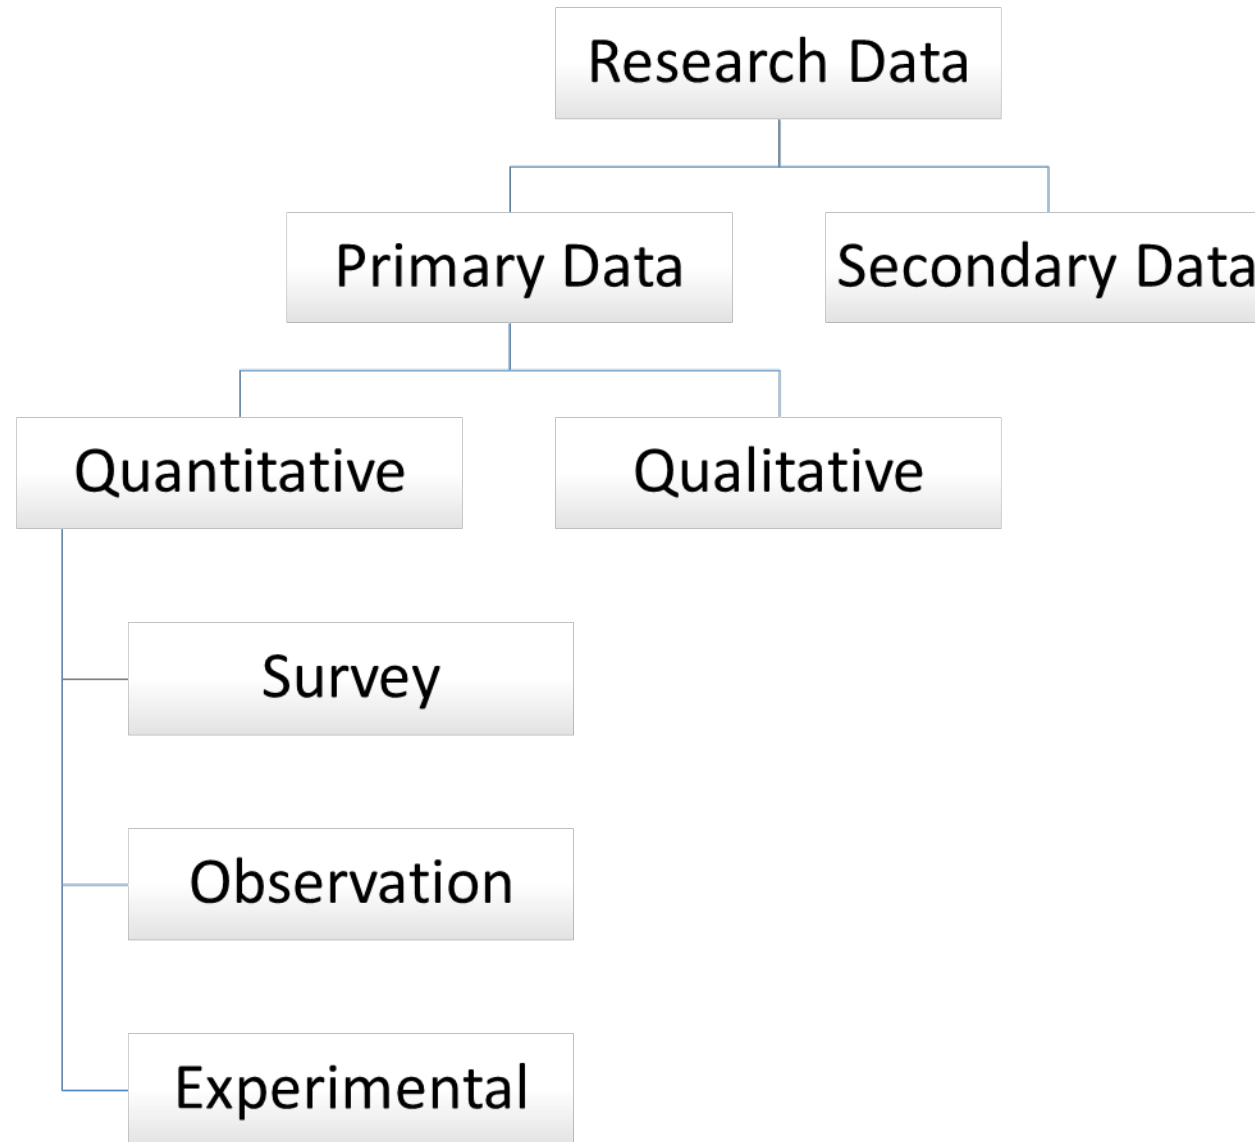 Research Data
Primary Data
Secondary Data
Quantitative
Qualitative
Survey
Observation
Experimental